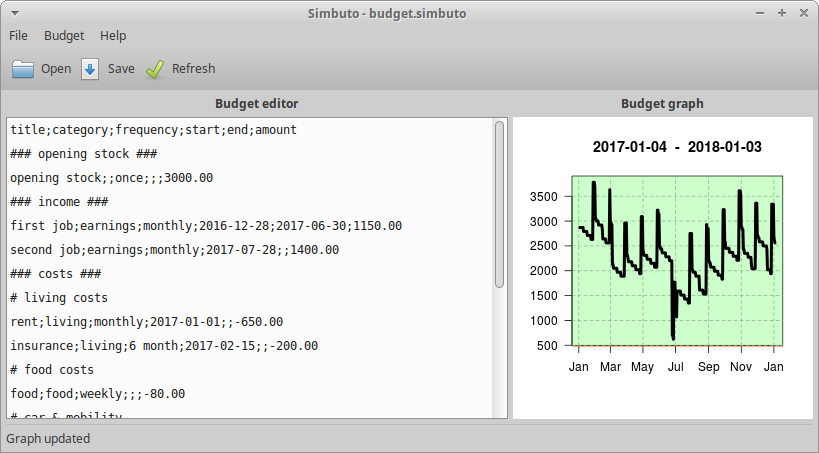 Simbuto - budget.simbuto
File Budget Help
Open Save Refresh
Budget editor
title;category;frequency;start;end;amount
### opening stock ###
opening stock;;once;;;3000.00
### income ###
first job;earnings;monthly;2016-12-28;2017-06-30;1150.00
second job;earnings;monthly;2017-07-28;;1400.00
### costs ###
# living costs
rent;living;monthly;2017-01-01;;-650.00
insurance;living;6 month;2017-02-15;;-200.00
# food costs
food;food;weekly;;;-80.00
# car & mobility
Budget graph
2017-01-04 - 2018-01-03
3500
3000
2500
2000
1500
1000
500
Jan Mar May Jul Sep Nov Jan
Graph updated